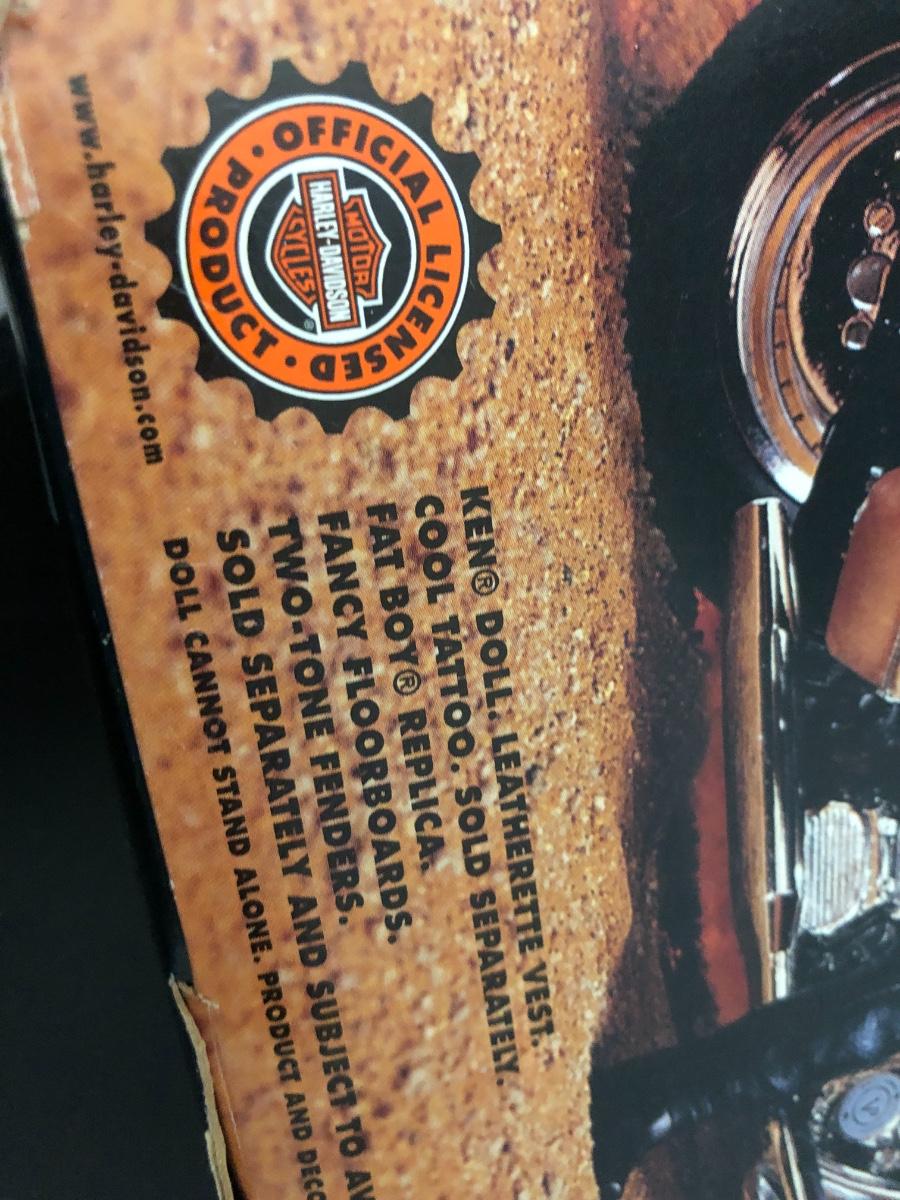 OFFICIAL LICENSED PRODUCT
MOTOR
HARLEY-DAVIDSON
CYCLES
®
www.harley-davidson.com
KEN® DOLL. LEATHERETTE VEST.
COOL TATTOO. SOLD SEPARATELY.
FAT BOY® REPLICA.
FANCY FLOORBOARDS.
TWO-TONE FENDERS.
SOLD SEPARATELY AND SUBJECT TO AV
DOLL CANNOT STAND ALONE. PRODUCT AND DECO